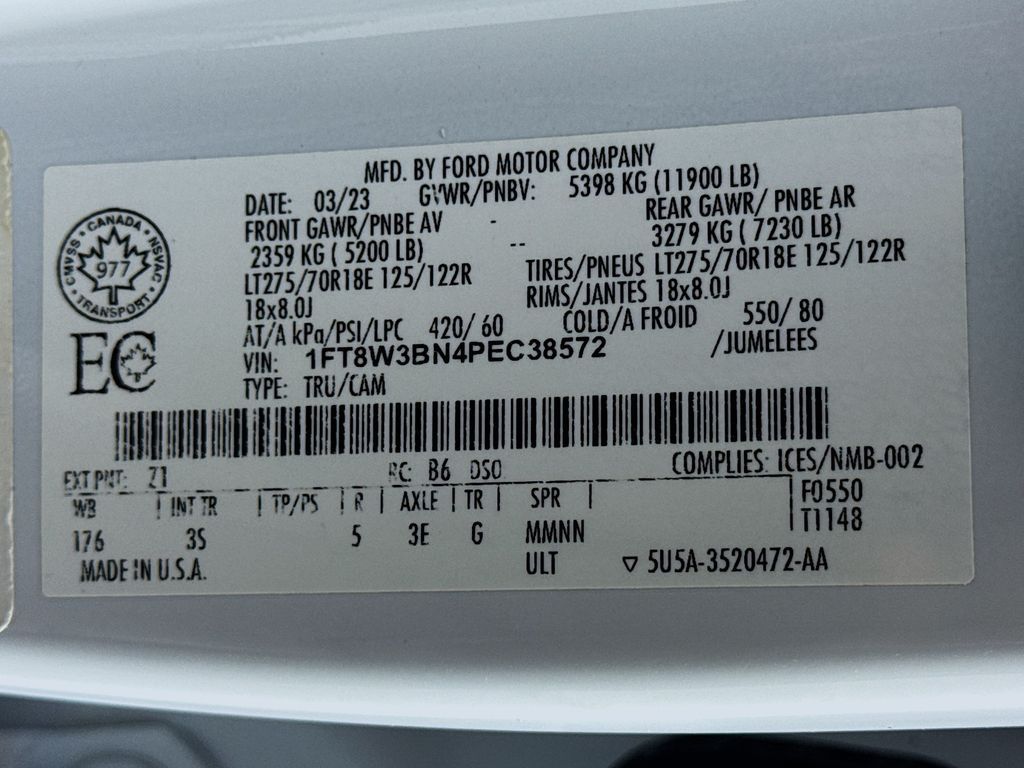 MFD. BY FORD MOTOR COMPANY
DATE: 03/23 GVWR/PNBV: 5398 KG (11900 LB)
FRONT GAWR/PNBE AV - REAR GAWR/ PNBE AR
2359 KG ( 5200 LB) -- 3279 KG ( 7230 LB)
LT275/70R18E 125/122R TIRES/PNEUS LT275/70R18E 125/122R
18x8.0J RIMS/JANTES 18x8.0J
AT/A kPa/PSI/LPC 420/ 60 COLD/A FROID 550/ 80
VIN: 1FT8W3BN4PEC38572 /JUMELEES
TYPE: TRU/CAM
CMVSS CANADA NSVAC
977
TRANSPORT
EC
EXT PNT: Z1 RC: B6 DSO COMPLIES: ICES/NMB-002
WB | INT TR | TP/PS | R | AXLE | TR | SPR | F0550
176 3S 5 3E G MMNN T1148
MADE IN U.S.A. ULT ▽ 5U5A-3520472-AA